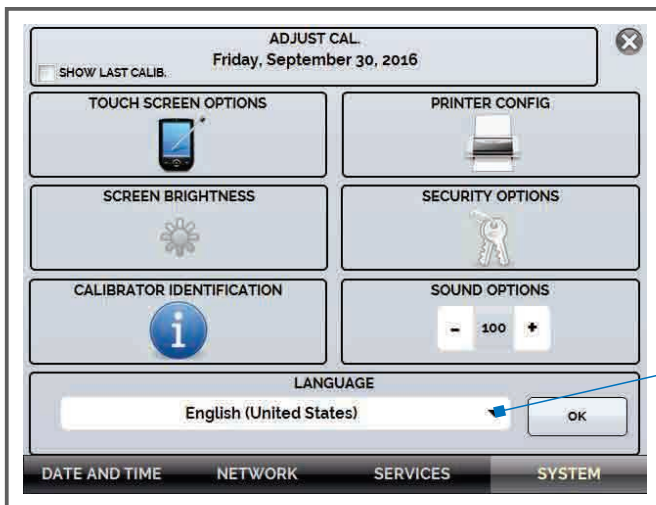 ADJUST CAL.
Friday, September 30, 2016
SHOW LAST CALIB.
TOUCH SCREEN OPTIONS
PRINTER CONFIG
SCREEN BRIGHTNESS
SECURITY OPTIONS
CALIBRATOR IDENTIFICATION
SOUND OPTIONS
- 100 +
LANGUAGE
English (United States)
OK
DATE AND TIME NETWORK SERVICES SYSTEM